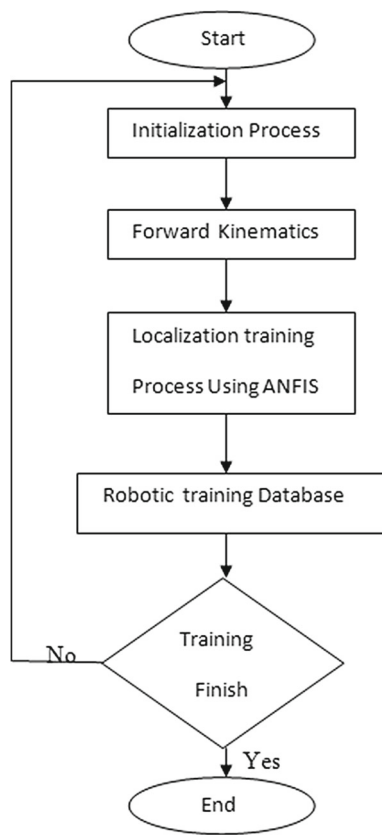 Start
Initialization Process
Forward Kinematics
Localization training
Process Using ANFIS
Robotic training Database
Training
Finish
No
Yes
End